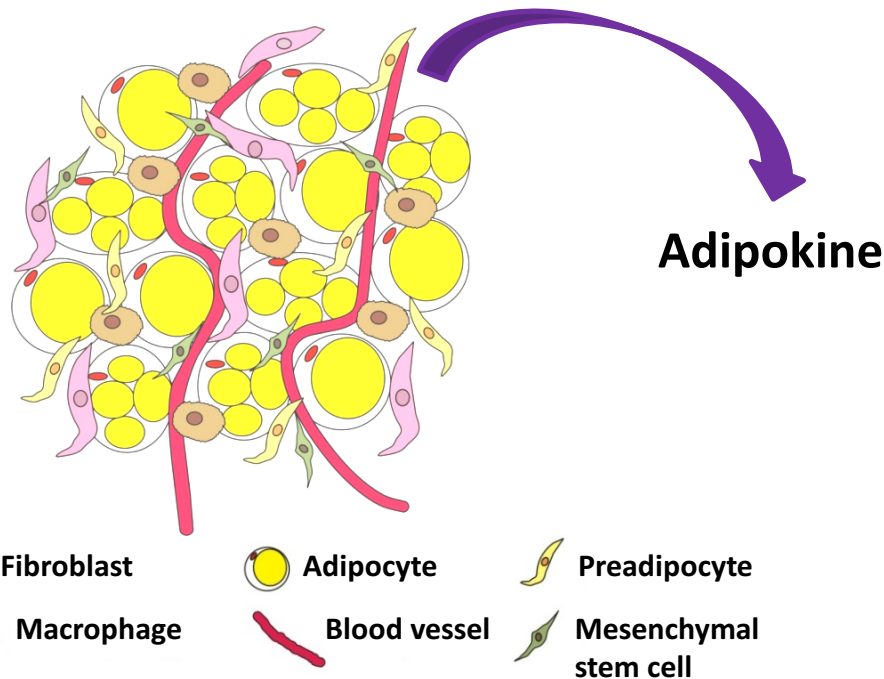 Adipokine
Fibroblast
Adipocyte
Preadipocyte
Macrophage
Blood vessel
Mesenchymal
stem cell